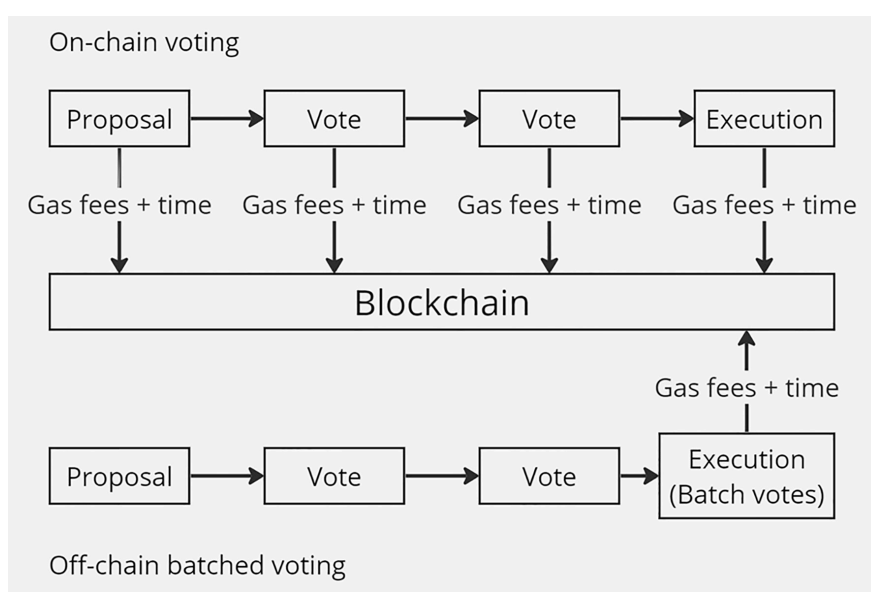 On-chain voting
Proposal
Vote
Vote
Execution
Gas fees + time
Gas fees + time
Gas fees + time
Gas fees + time
Blockchain
Gas fees + time
Proposal
Vote
Vote
Execution
(Batch votes)
Off-chain batched voting